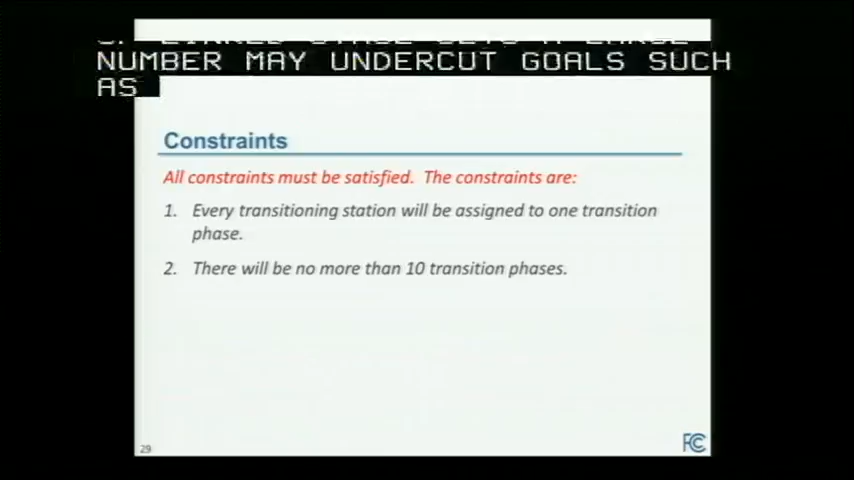 NUMBER MAY UNDERCUT GOALS SUCH
AS
Constraints
All constraints must be satisfied. The constraints are:
1. Every transitioning station will be assigned to one transition
phase.
2. There will be no more than 10 transition phases.
29
FCC